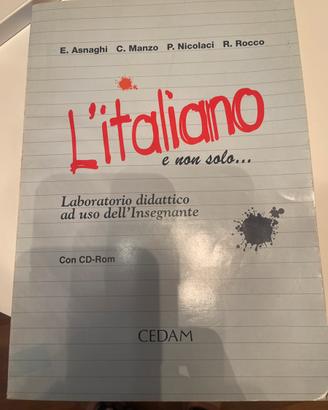 E. Asnaghi C. Manzo P. Nicolaci R. Rocco
L'italiano
e non solo...
Laboratorio didattico
ad uso dell'Insegnante
Con CD-Rom
CEDAM